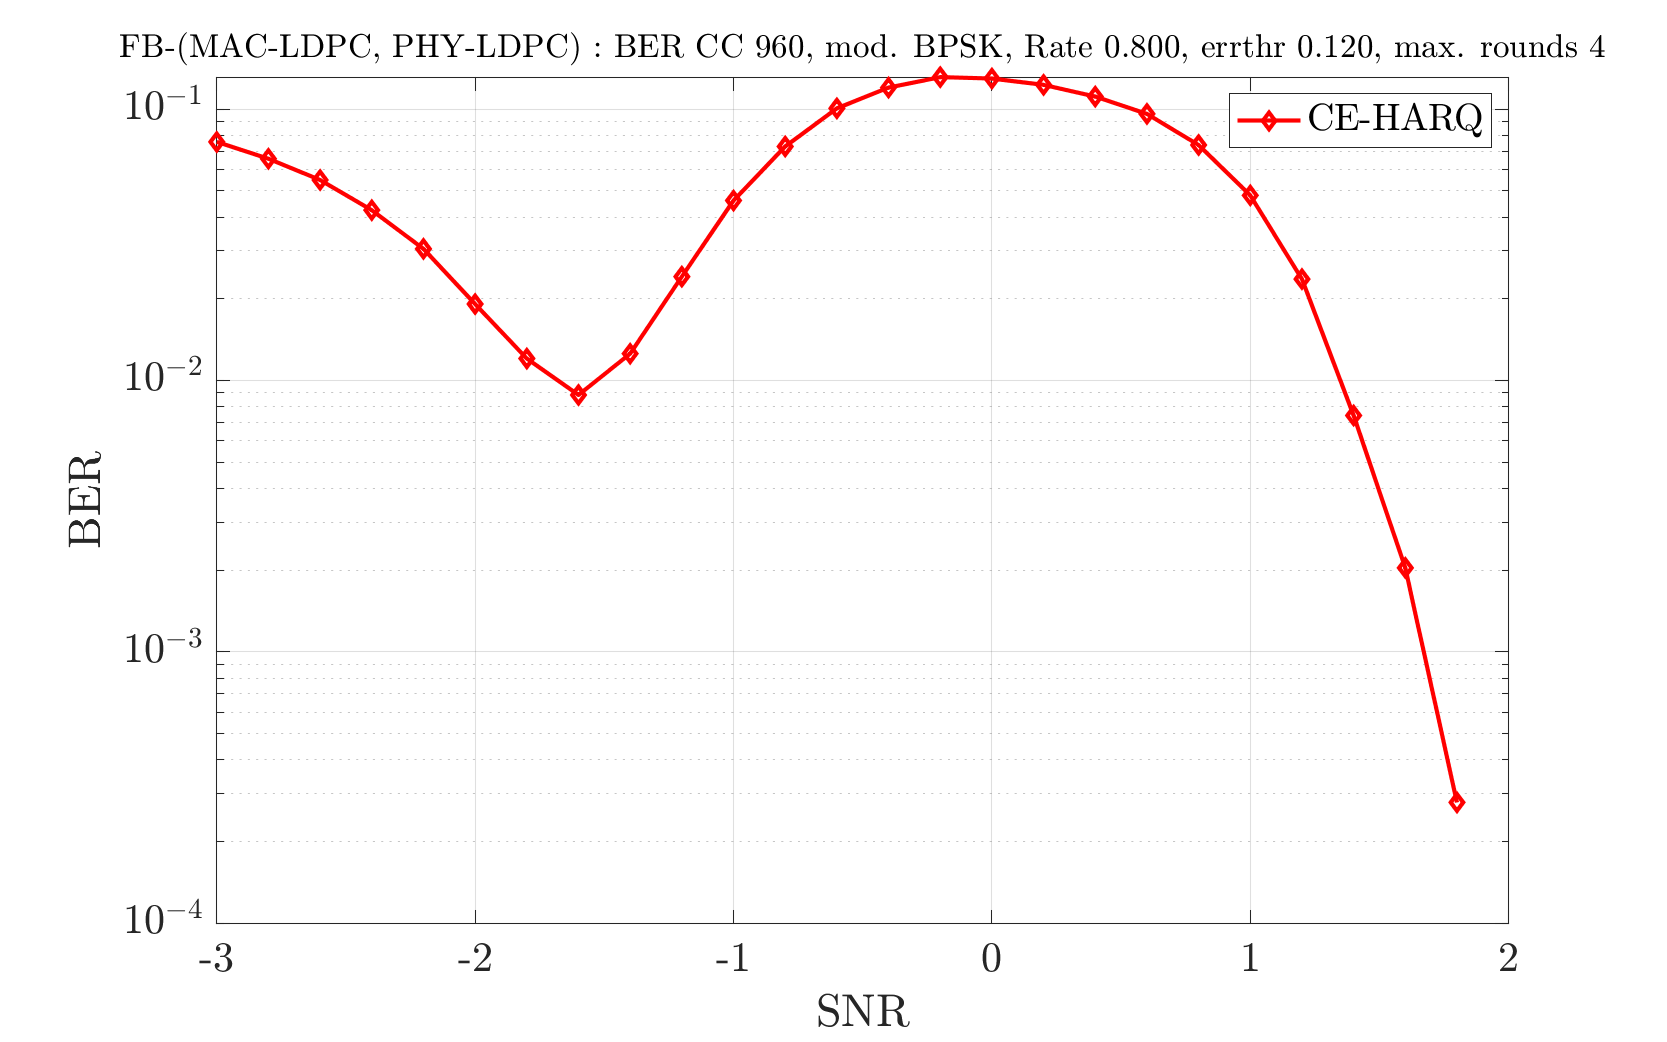 FB-(MAC-LDPC, PHY-LDPC) : BER CC 960, mod. BPSK, Rate 0.800, errthr 0.120, max. rounds 4
CE-HARQ
10⁻¹
10⁻²
10⁻³
10⁻⁴
BER
-3 -2 -1 0 1 2
SNR